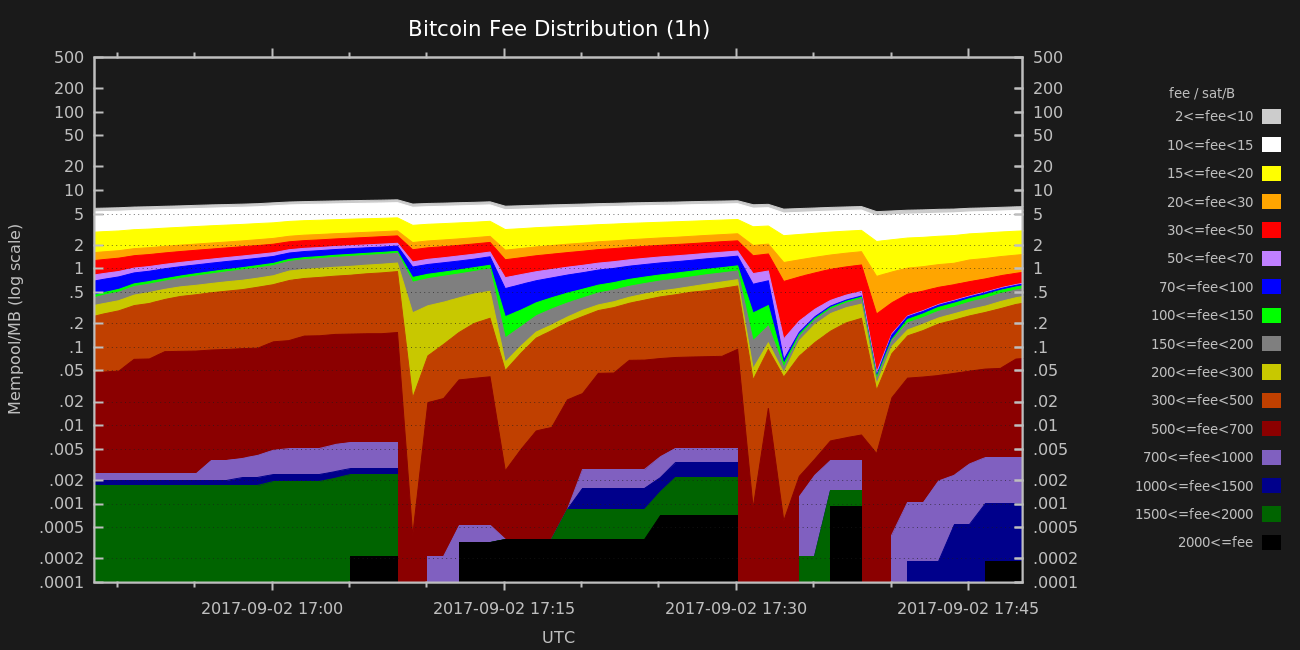 Bitcoin Fee Distribution (1h)
Mempool/MB (log scale)
500
200
100
50
20
10
5
2
1
.5
.2
.1
.05
.02
.01
.005
.002
.001
.0005
.0002
.0001
500
200
100
50
20
10
5
2
1
.5
.2
.1
.05
.02
.01
.005
.002
.001
.0005
.0002
.0001
2017-09-02 17:00
2017-09-02 17:15
2017-09-02 17:30
2017-09-02 17:45
UTC
fee / sat/B
2<=fee<10
10<=fee<15
15<=fee<20
20<=fee<30
30<=fee<50
50<=fee<70
70<=fee<100
100<=fee<150
150<=fee<200
200<=fee<300
300<=fee<500
500<=fee<700
700<=fee<1000
1000<=fee<1500
1500<=fee<2000
2000<=fee